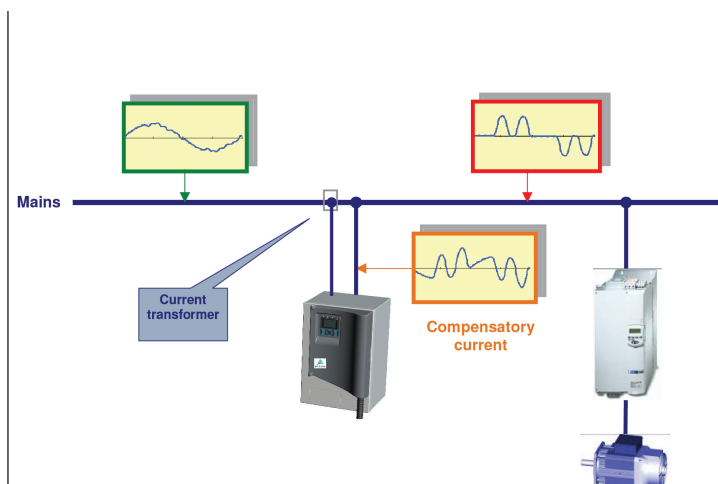 Mains
Current
transformer
Compensatory
current